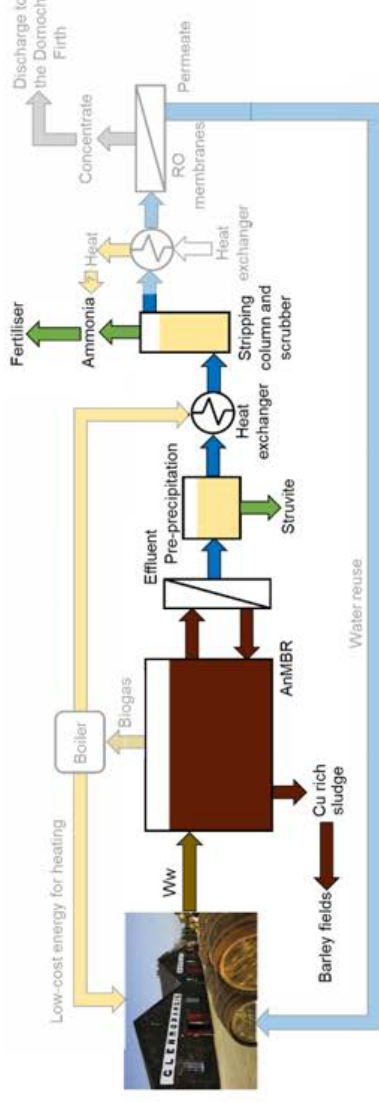 Low-cost energy for heating
Boiler
Biogas
GLENMORANGIE
Ww
AnMBR
Cu rich
sludge
Barley fields
Effluent
Pre-precipitation
Struvite
Heat
exchanger
Stripping
column and
scrubber
Fertiliser
Ammonia
Heat
Heat
exchanger
RO
membranes
Concentrate
Discharge to
the Dornoch
Firth
Permeate
Water reuse